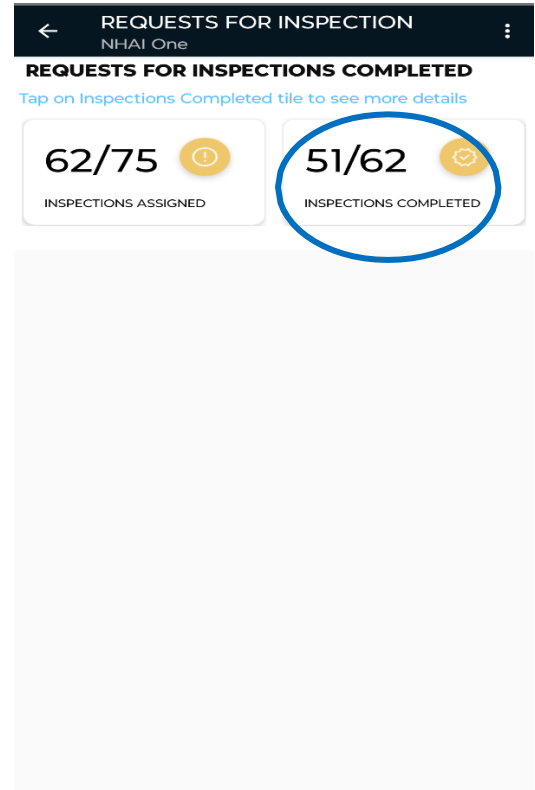 REQUESTS FOR INSPECTION
NHAI One
REQUESTS FOR INSPECTIONS COMPLETED
Tap on Inspections Completed tile to see more details
62/75
51/62
INSPECTIONS ASSIGNED
INSPECTIONS COMPLETED